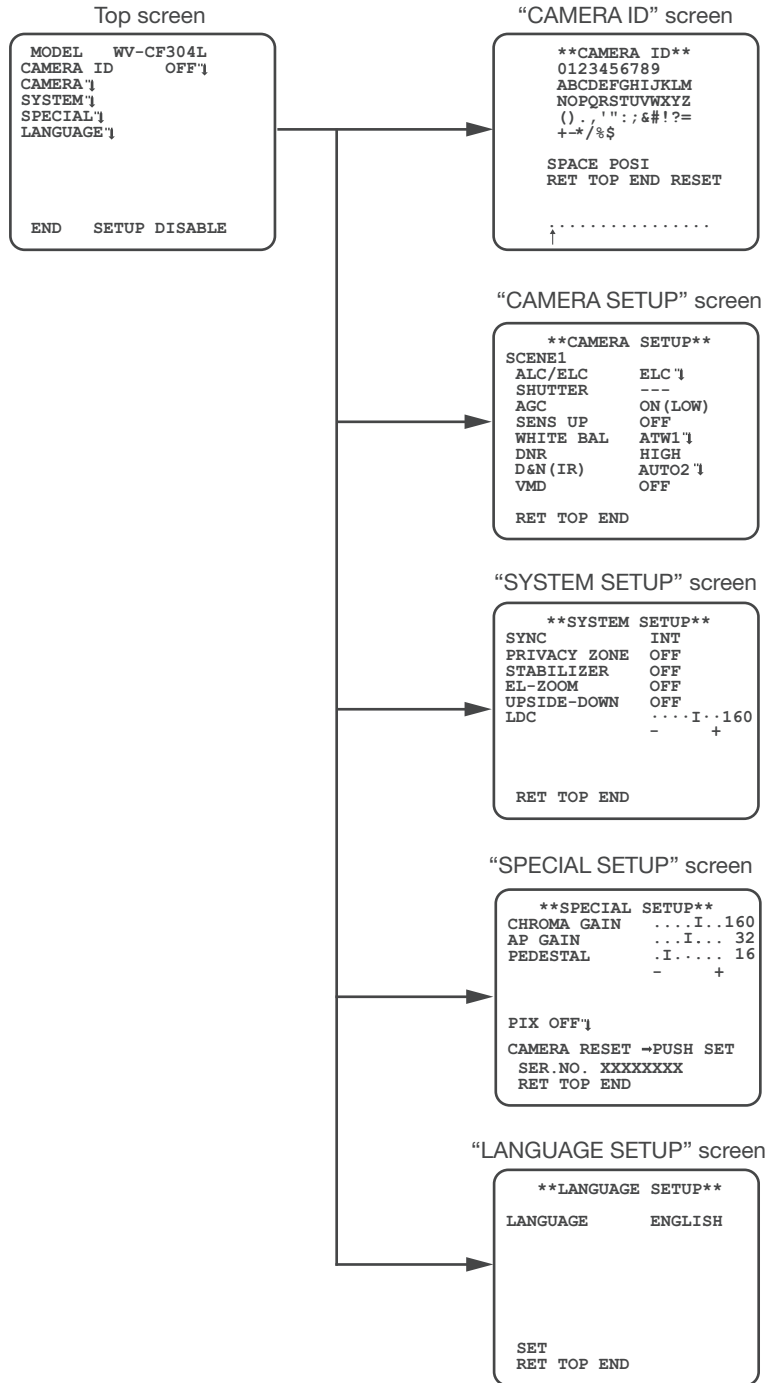 Top screen
MODEL WV-CF304L
CAMERA ID OFF
CAMERA
SYSTEM
SPECIAL
LANGUAGE
END SETUP DISABLE
“CAMERA ID” screen
**CAMERA ID**
0123456789
ABCDEFGHIJKLM
NOPQRSTUVWXYZ
().,'":;&#!?=
+-*/%$
SPACE POSI
RET TOP END RESET
................
“CAMERA SETUP” screen
**CAMERA SETUP**
SCENE1
ALC/ELC ELC
SHUTTER ---
AGC ON(LOW)
SENS UP OFF
WHITE BAL ATW1
DNR HIGH
D&N(IR) AUTO2
VMD OFF
RET TOP END
“SYSTEM SETUP” screen
**SYSTEM SETUP**
SYNC INT
PRIVACY ZONE OFF
STABILIZER OFF
EL-ZOOM OFF
UPSIDE-DOWN OFF
LDC ....I..160
- +
RET TOP END
“SPECIAL SETUP” screen
**SPECIAL SETUP**
CHROMA GAIN ....I..160
AP GAIN ...I... 32
PEDESTAL .I..... 16
- +
PIX OFF
CAMERA RESET →PUSH SET
SER.NO. XXXXXXXX
RET TOP END
“LANGUAGE SETUP” screen
**LANGUAGE SETUP**
LANGUAGE ENGLISH
SET
RET TOP END